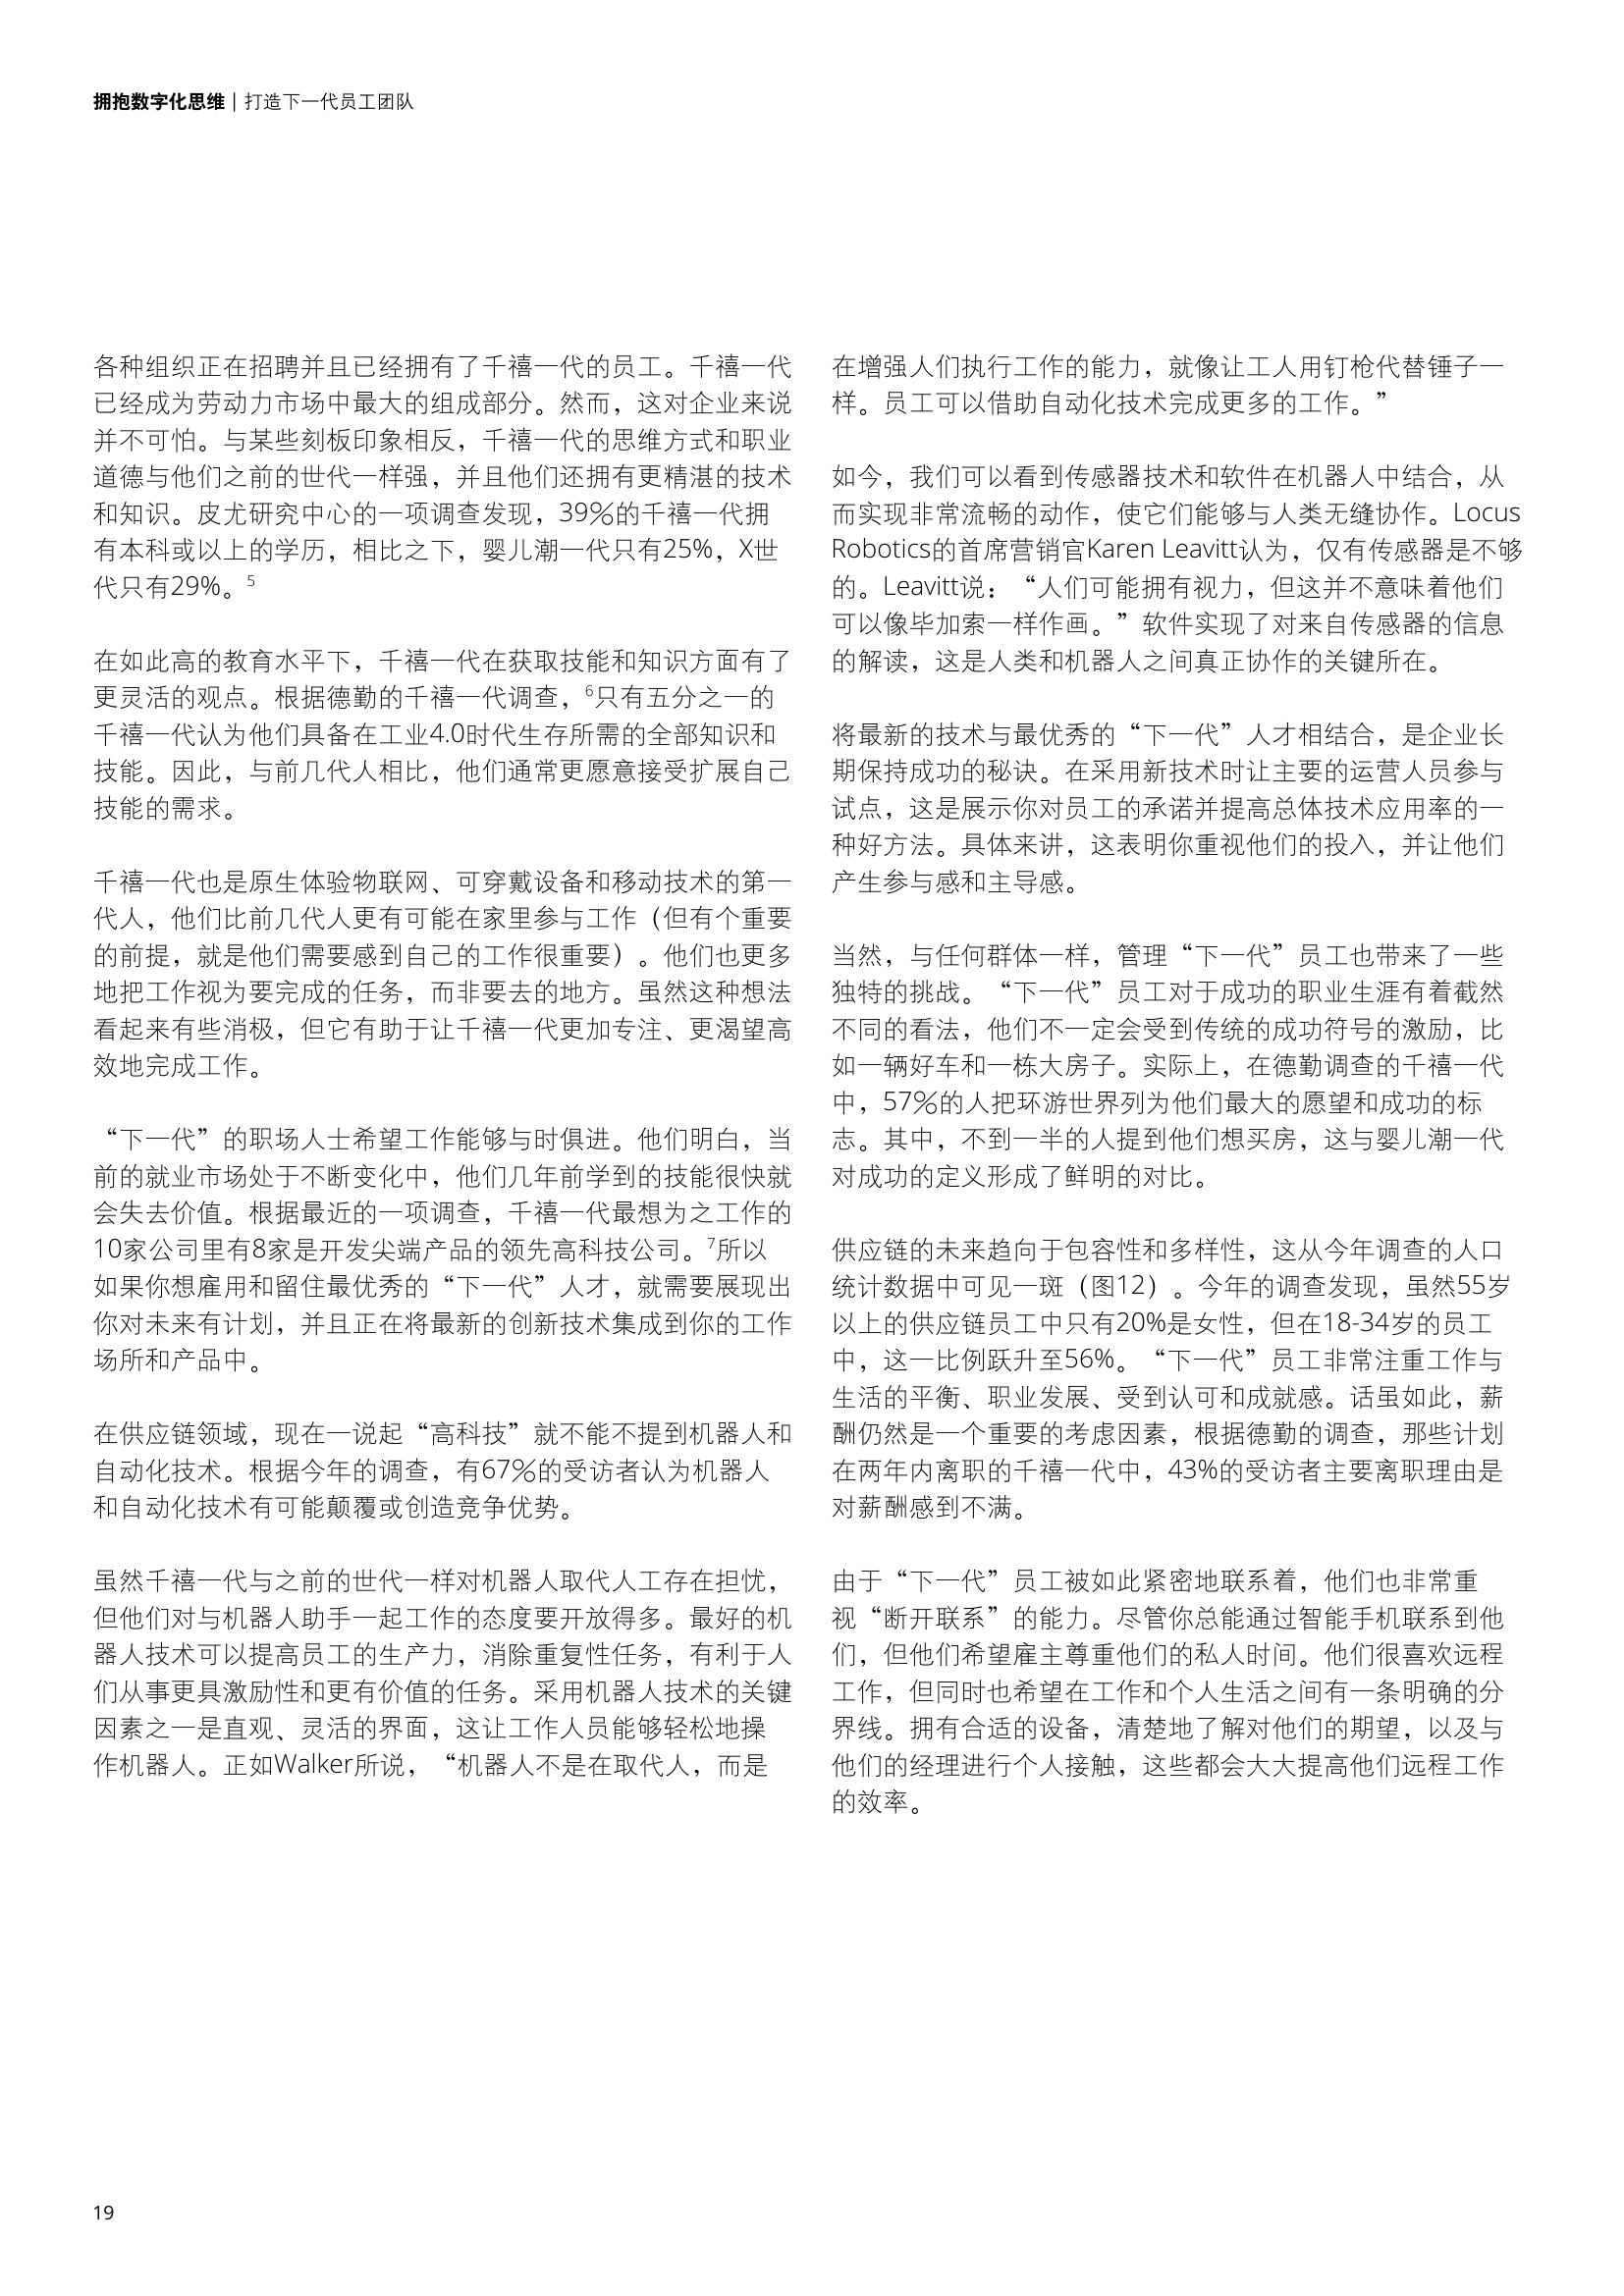 拥抱数字化思维 | 打造下一代员工团队
各种组织正在招聘并且已经拥有了千禧一代的员工。千禧一代
已经成为劳动力市场中最大的组成部分。然而，这对企业来说
并不可怕。与某些刻板印象相反，千禧一代的思维方式和职业
道德与他们之前的世代一样强，并且他们还拥有更精湛的技术
和知识。皮尤研究中心的一项调查发现，39%的千禧一代拥
有本科或以上的学历，相比之下，婴儿潮一代只有25%，X世
代只有29%。5
在如此高的教育水平下，千禧一代在获取技能和知识方面有了
更灵活的观点。根据德勤的千禧一代调查，6只有五分之一的
千禧一代认为他们具备在工业4.0时代生存所需的全部知识和
技能。因此，与前几代人相比，他们通常更愿意接受扩展自己
技能的需求。
千禧一代也是原生体验物联网、可穿戴设备和移动技术的第一
代人，他们比前几代人更有可能在家里参与工作（但有个重要
的前提，就是他们需要感到自己的工作很重要）。他们也更多
地把工作视为要完成的任务，而非要去的地方。虽然这种想法
看起来有些消极，但它有助于让千禧一代更加专注、更渴望高
效地完成工作。
“下一代”的职场人士希望工作能够与时俱进。他们明白，当
前的就业市场处于不断变化中，他们几年前学到的技能很快就
会失去价值。根据最近的一项调查，千禧一代最想为之工作的
10家公司里有8家是开发尖端产品的领先高科技公司。7所以
如果你想雇用和留住最优秀的“下一代”人才，就需要展现出
你对未来有计划，并且正在将最新的创新技术集成到你的工作
场所和产品中。
在供应链领域，现在一说起“高科技”就不能不提到机器人和
自动化技术。根据今年的调查，有67%的受访者认为机器人
和自动化技术有可能颠覆或创造竞争优势。
虽然千禧一代与之前的世代一样对机器人取代人工存在担忧，
但他们对与机器人助手一起工作的态度要开放得多。最好的机
器人技术可以提高员工的生产力，消除重复性任务，有利于人
们从事更具激励性和更有价值的任务。采用机器人技术的关键
因素之一是直观、灵活的界面，这让工作人员能够轻松地操
作机器人。正如Walker所说，“机器人不是在取代人，而是
在增强人们执行工作的能力，就像让工人用钉枪代替锤子一
样。员工可以借助自动化技术完成更多的工作。”
如今，我们可以看到传感器技术和软件在机器人中结合，从
而实现非常流畅的动作，使它们能够与人类无缝协作。Locus
Robotics的首席营销官Karen Leavitt认为，仅有传感器是不够
的。Leavitt说：“人们可能拥有视力，但这并不意味着他们
可以像毕加索一样作画。”软件实现了对来自传感器的信息
的解读，这是人类和机器人之间真正协作的关键所在。
将最新的技术与最优秀的“下一代”人才相结合，是企业长
期保持成功的秘诀。在采用新技术时让主要的运营人员参与
试点，这是展示你对员工的承诺并提高总体技术应用率的一
种好方法。具体来讲，这表明你重视他们的投入，并让他们
产生参与感和主导感。
当然，与任何群体一样，管理“下一代”员工也带来了一些
独特的挑战。“下一代”员工对于成功的职业生涯有着截然
不同的看法，他们不一定会受到传统的成功符号的激励，比
如一辆好车和一栋大房子。实际上，在德勤调查的千禧一代
中，57%的人把环游世界列为他们最大的愿望和成功的标
志。其中，不到一半的人提到他们想买房，这与婴儿潮一代
对成功的定义形成了鲜明的对比。
供应链的未来趋向于包容性和多样性，这从今年调查的人口
统计数据中可见一斑（图12）。今年的调查发现，虽然55岁
以上的供应链员工中只有20%是女性，但在18-34岁的员工
中，这一比例跃升至56%。“下一代”员工非常注重工作与
生活的平衡、职业发展、受到认可和成就感。话虽如此，薪
酬仍然是一个重要的考虑因素，根据德勤的调查，那些计划
在两年内离职的千禧一代中，43%的受访者主要离职理由是
对薪酬感到不满。
由于“下一代”员工被如此紧密地联系着，他们也非常重
视“断开联系”的能力。尽管你总能通过智能手机联系到他
们，但他们希望雇主尊重他们的私人时间。他们很喜欢远程
工作，但同时也希望在工作和个人生活之间有一条明确的分
界线。拥有合适的设备，清楚地了解对他们的期望，以及与
他们的经理进行个人接触，这些都会大大提高他们远程工作
的效率。
19